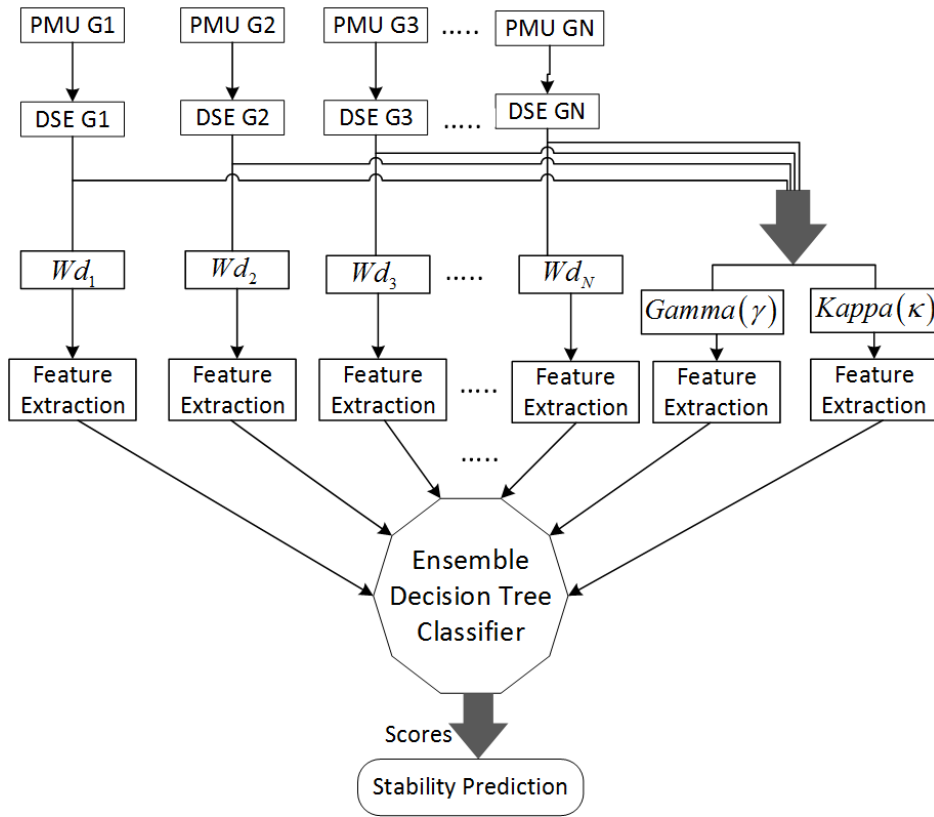 PMU G1
PMU G2
PMU G3
.....
PMU GN
DSE G1
DSE G2
DSE G3
.....
DSE GN
Wd₁
Wd₂
Wd₃
.....
Wd_N
Gamma(γ)
Kappa(κ)
Feature
Extraction
Feature
Extraction
Feature
Extraction
.....
Feature
Extraction
Feature
Extraction
Feature
Extraction
.....
Ensemble
Decision Tree
Classifier
Scores
Stability Prediction